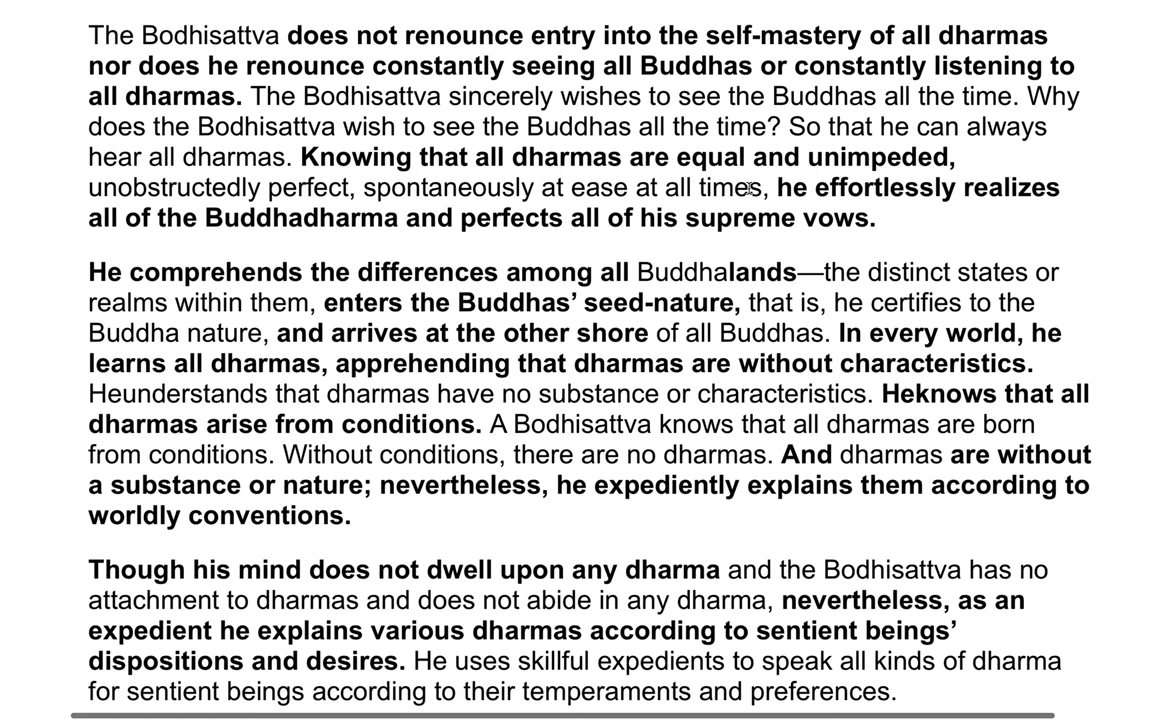 The Bodhisattva does not renounce entry into the self-mastery of all dharmas
nor does he renounce constantly seeing all Buddhas or constantly listening to
all dharmas. The Bodhisattva sincerely wishes to see the Buddhas all the time. Why
does the Bodhisattva wish to see the Buddhas all the time? So that he can always
hear all dharmas. Knowing that all dharmas are equal and unimpeded,
unobstructedly perfect, spontaneously at ease at all times, he effortlessly realizes
all of the Buddhadharma and perfects all of his supreme vows.
He comprehends the differences among all Buddhalands—the distinct states or
realms within them, enters the Buddhas’ seed-nature, that is, he certifies to the
Buddha nature, and arrives at the other shore of all Buddhas. In every world, he
learns all dharmas, apprehending that dharmas are without characteristics.
Heunderstands that dharmas have no substance or characteristics. Heknows that all
dharmas arise from conditions. A Bodhisattva knows that all dharmas are born
from conditions. Without conditions, there are no dharmas. And dharmas are without
a substance or nature; nevertheless, he expediently explains them according to
worldly conventions.
Though his mind does not dwell upon any dharma and the Bodhisattva has no
attachment to dharmas and does not abide in any dharma, nevertheless, as an
expedient he explains various dharmas according to sentient beings’
dispositions and desires. He uses skillful expedients to speak all kinds of dharma
for sentient beings according to their temperaments and preferences.